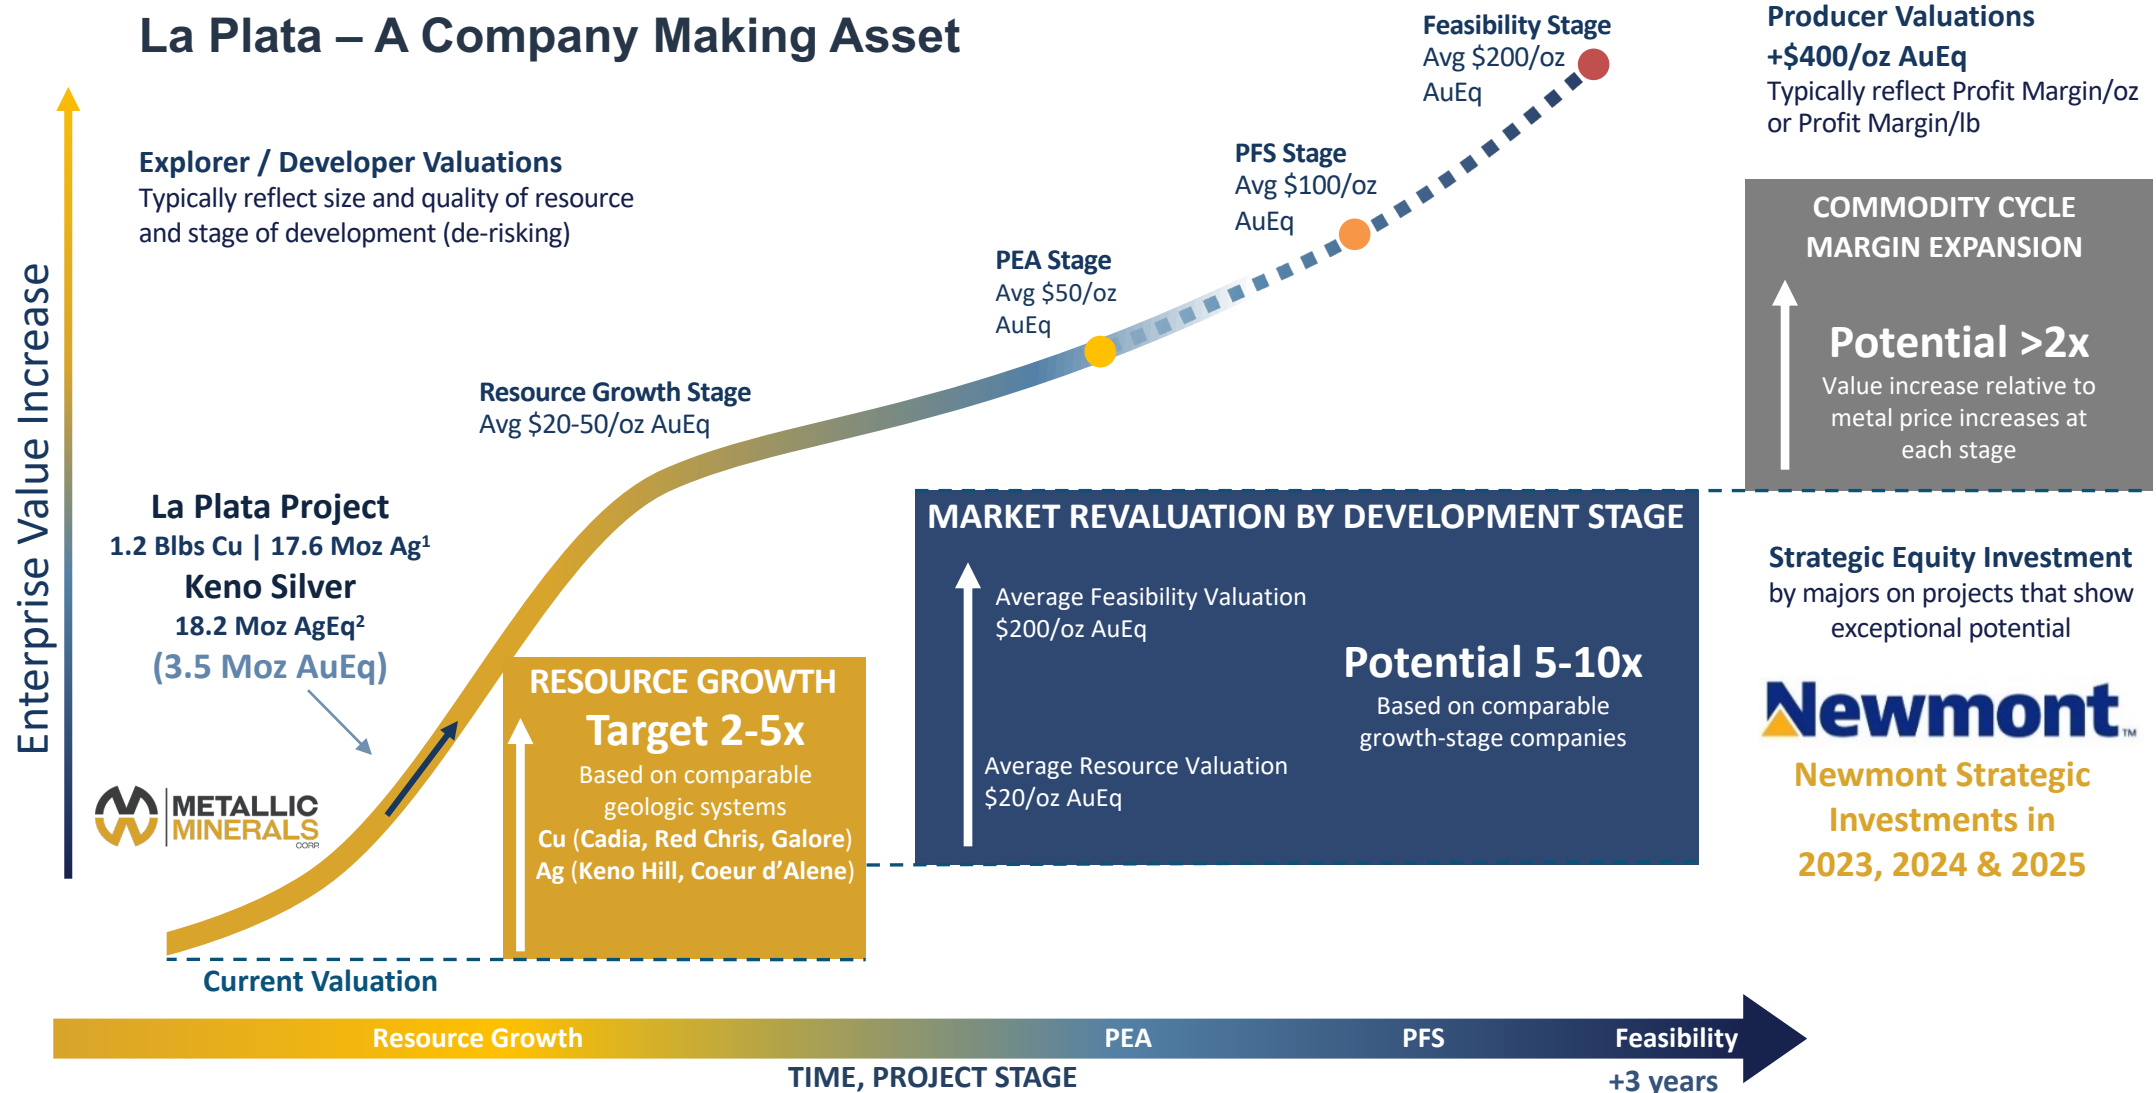 La Plata – A Company Making Asset
Explorer / Developer Valuations
Typically reflect size and quality of resource
and stage of development (de-risking)
Feasibility Stage
Avg $200/oz
AuEq
Producer Valuations
+$400/oz AuEq
Typically reflect Profit Margin/oz
or Profit Margin/lb
PFS Stage
Avg $100/oz
AuEq
PEA Stage
Avg $50/oz
AuEq
Resource Growth Stage
Avg $20-50/oz AuEq
COMMODITY CYCLE
MARGIN EXPANSION
Potential >2x
Value increase relative to
metal price increases at
each stage
Enterprise Value Increase
La Plata Project
1.2 Blbs Cu | 17.6 Moz Ag¹
Keno Silver
18.2 Moz AgEq²
(3.5 Moz AuEq)
METALLIC
MINERALS
CORP
RESOURCE GROWTH
Target 2-5x
Based on comparable
geologic systems
Cu (Cadia, Red Chris, Galore)
Ag (Keno Hill, Coeur d’Alene)
MARKET REVALUATION BY DEVELOPMENT STAGE
Average Feasibility Valuation
$200/oz AuEq
Potential 5-10x
Based on comparable
growth-stage companies
Average Resource Valuation
$20/oz AuEq
Strategic Equity Investment
by majors on projects that show
exceptional potential
Newmont™
Newmont Strategic
Investments in
2023, 2024 & 2025
Current Valuation
Resource Growth
PEA
PFS
Feasibility
TIME, PROJECT STAGE
+3 years